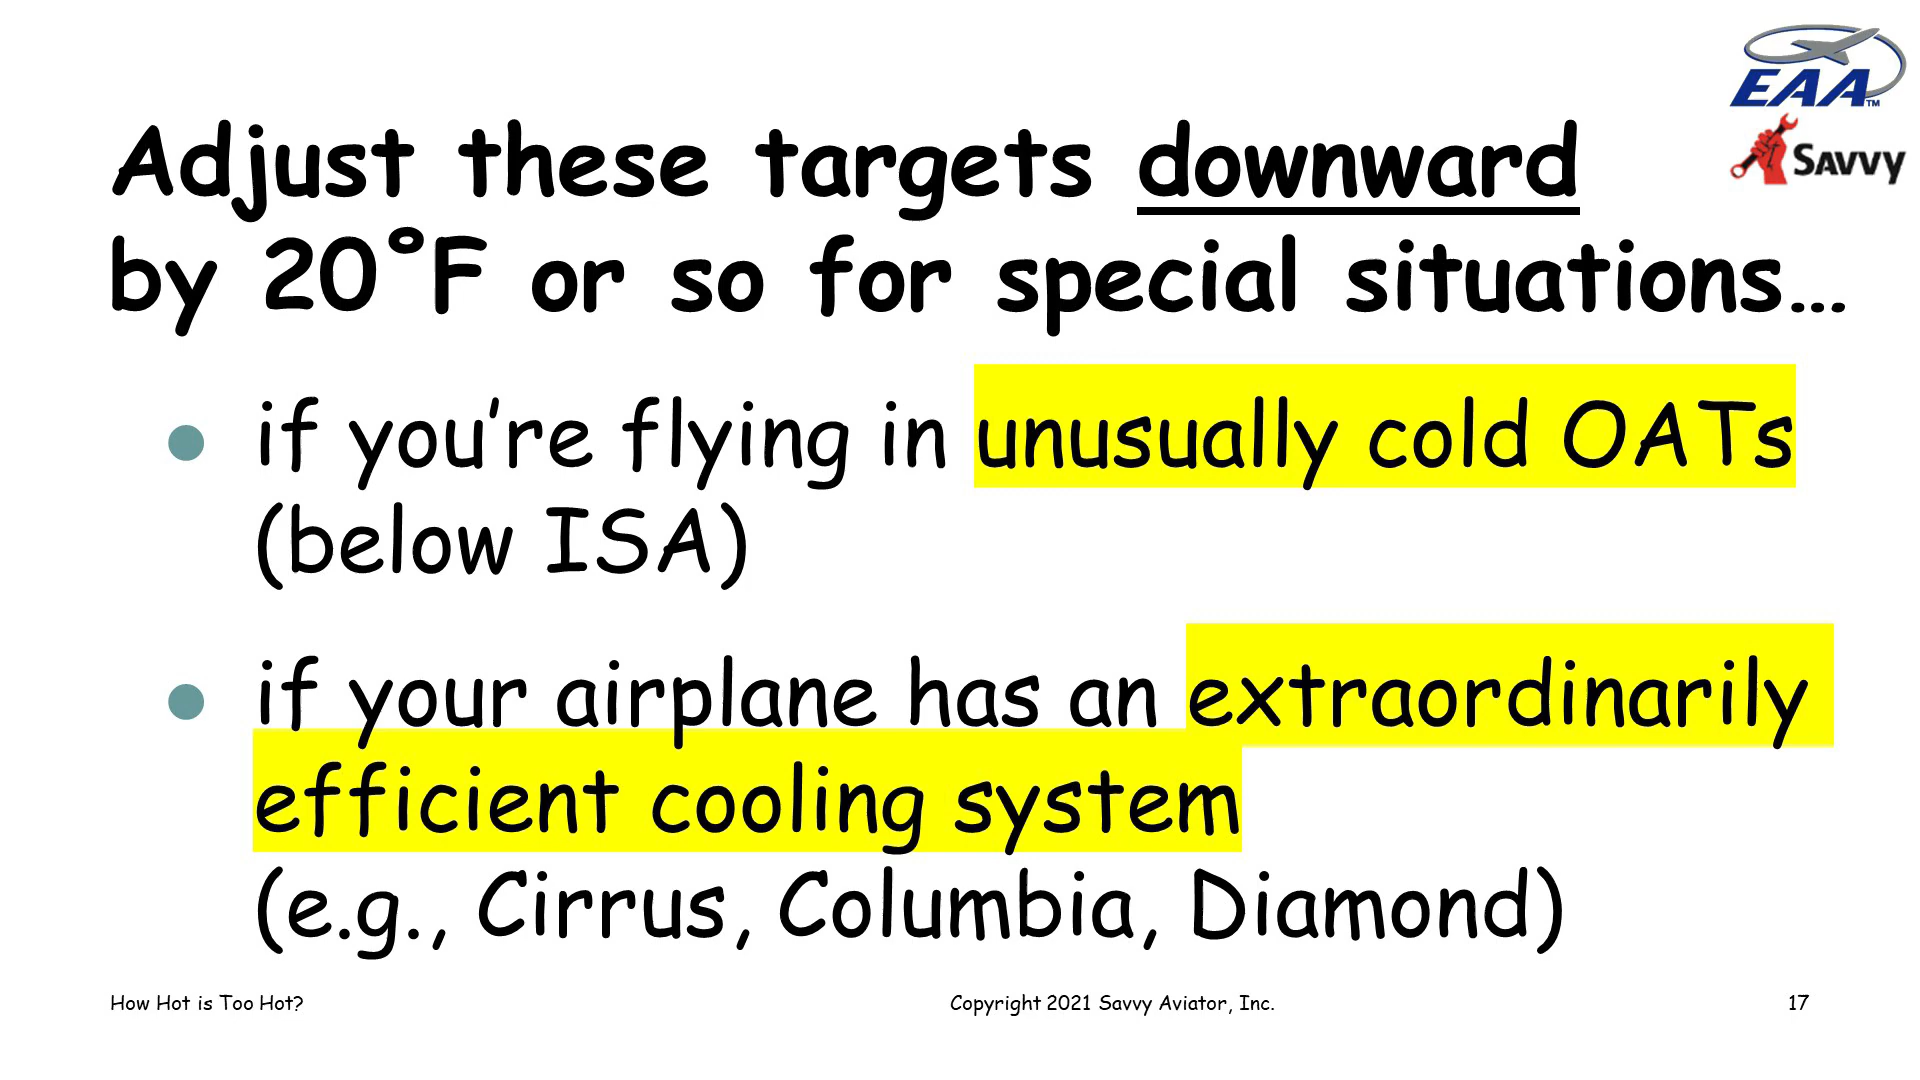 EAA™
SAVVY
Adjust these targets downward
by 20°F or so for special situations…
● if you’re flying in unusually cold OATs
(below ISA)
● if your airplane has an extraordinarily
efficient cooling system
(e.g., Cirrus, Columbia, Diamond)
How Hot is Too Hot? Copyright 2021 Savvy Aviator, Inc. 17